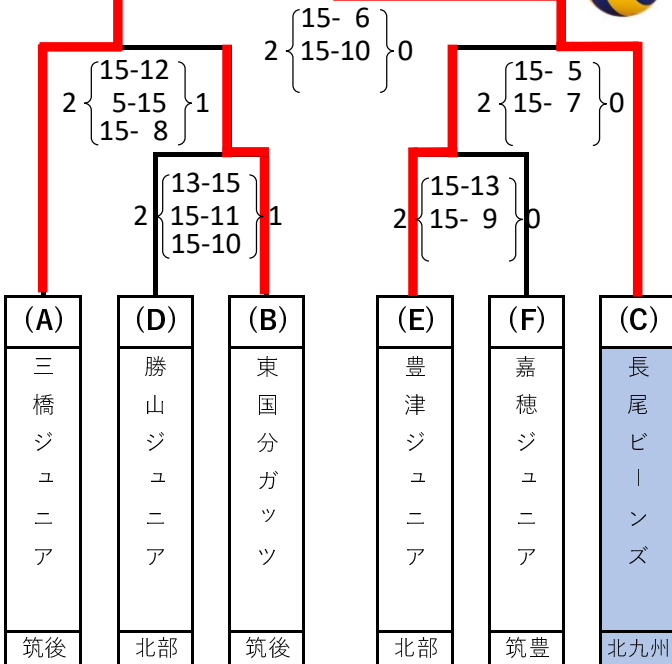 15- 6
2 15-10 0
15-12
2 5-15 1
15- 8
15- 5
2 15- 7 0
13-15
2 15-11 1
15-10
15-13
2 15- 9 0
(A) (D) (B) (E) (F) (C)
三橋ジュニア
勝山ジュニア
東国分ガッツ
豊津ジュニア
嘉穂ジュニア
長尾ビーンズ
筑後 北部 筑後 北部 筑豊 北九州